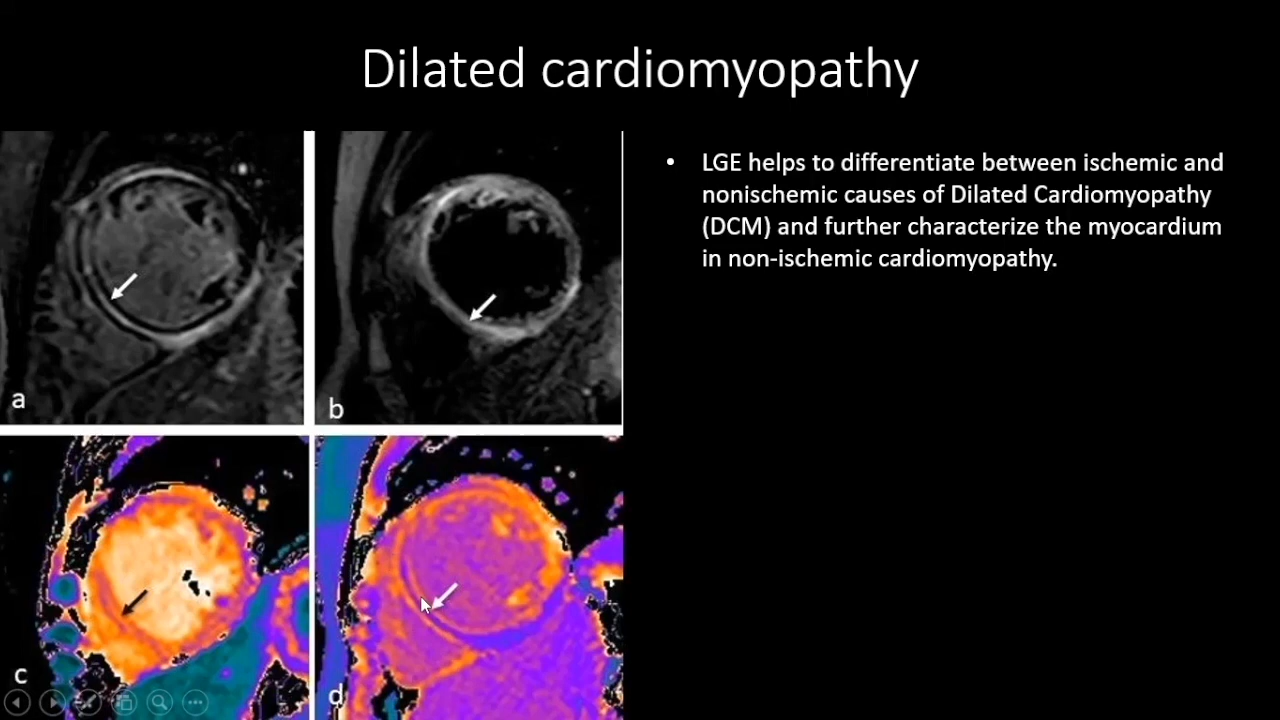 Dilated cardiomyopathy
• LGE helps to differentiate between ischemic and
nonischemic causes of Dilated Cardiomyopathy
(DCM) and further characterize the myocardium
in non-ischemic cardiomyopathy.
a
b
c
d